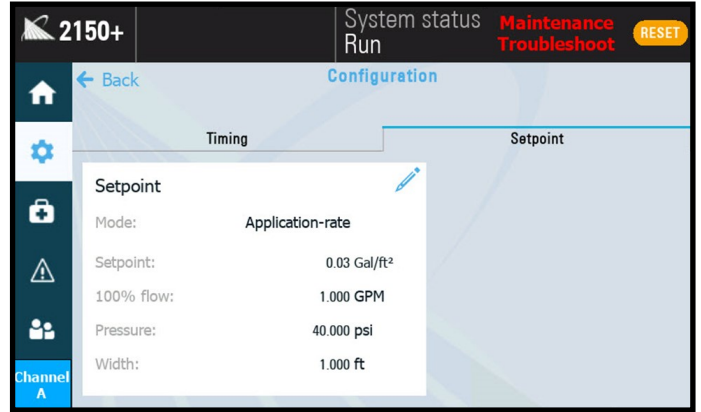 2150+
System status
Run
Maintenance
Troubleshoot
RESET
Back
Configuration
Timing
Setpoint
Setpoint
Mode: Application-rate
Setpoint: 0.03 Gal/ft²
100% flow: 1.000 GPM
Pressure: 40.000 psi
Width: 1.000 ft
Channel
A